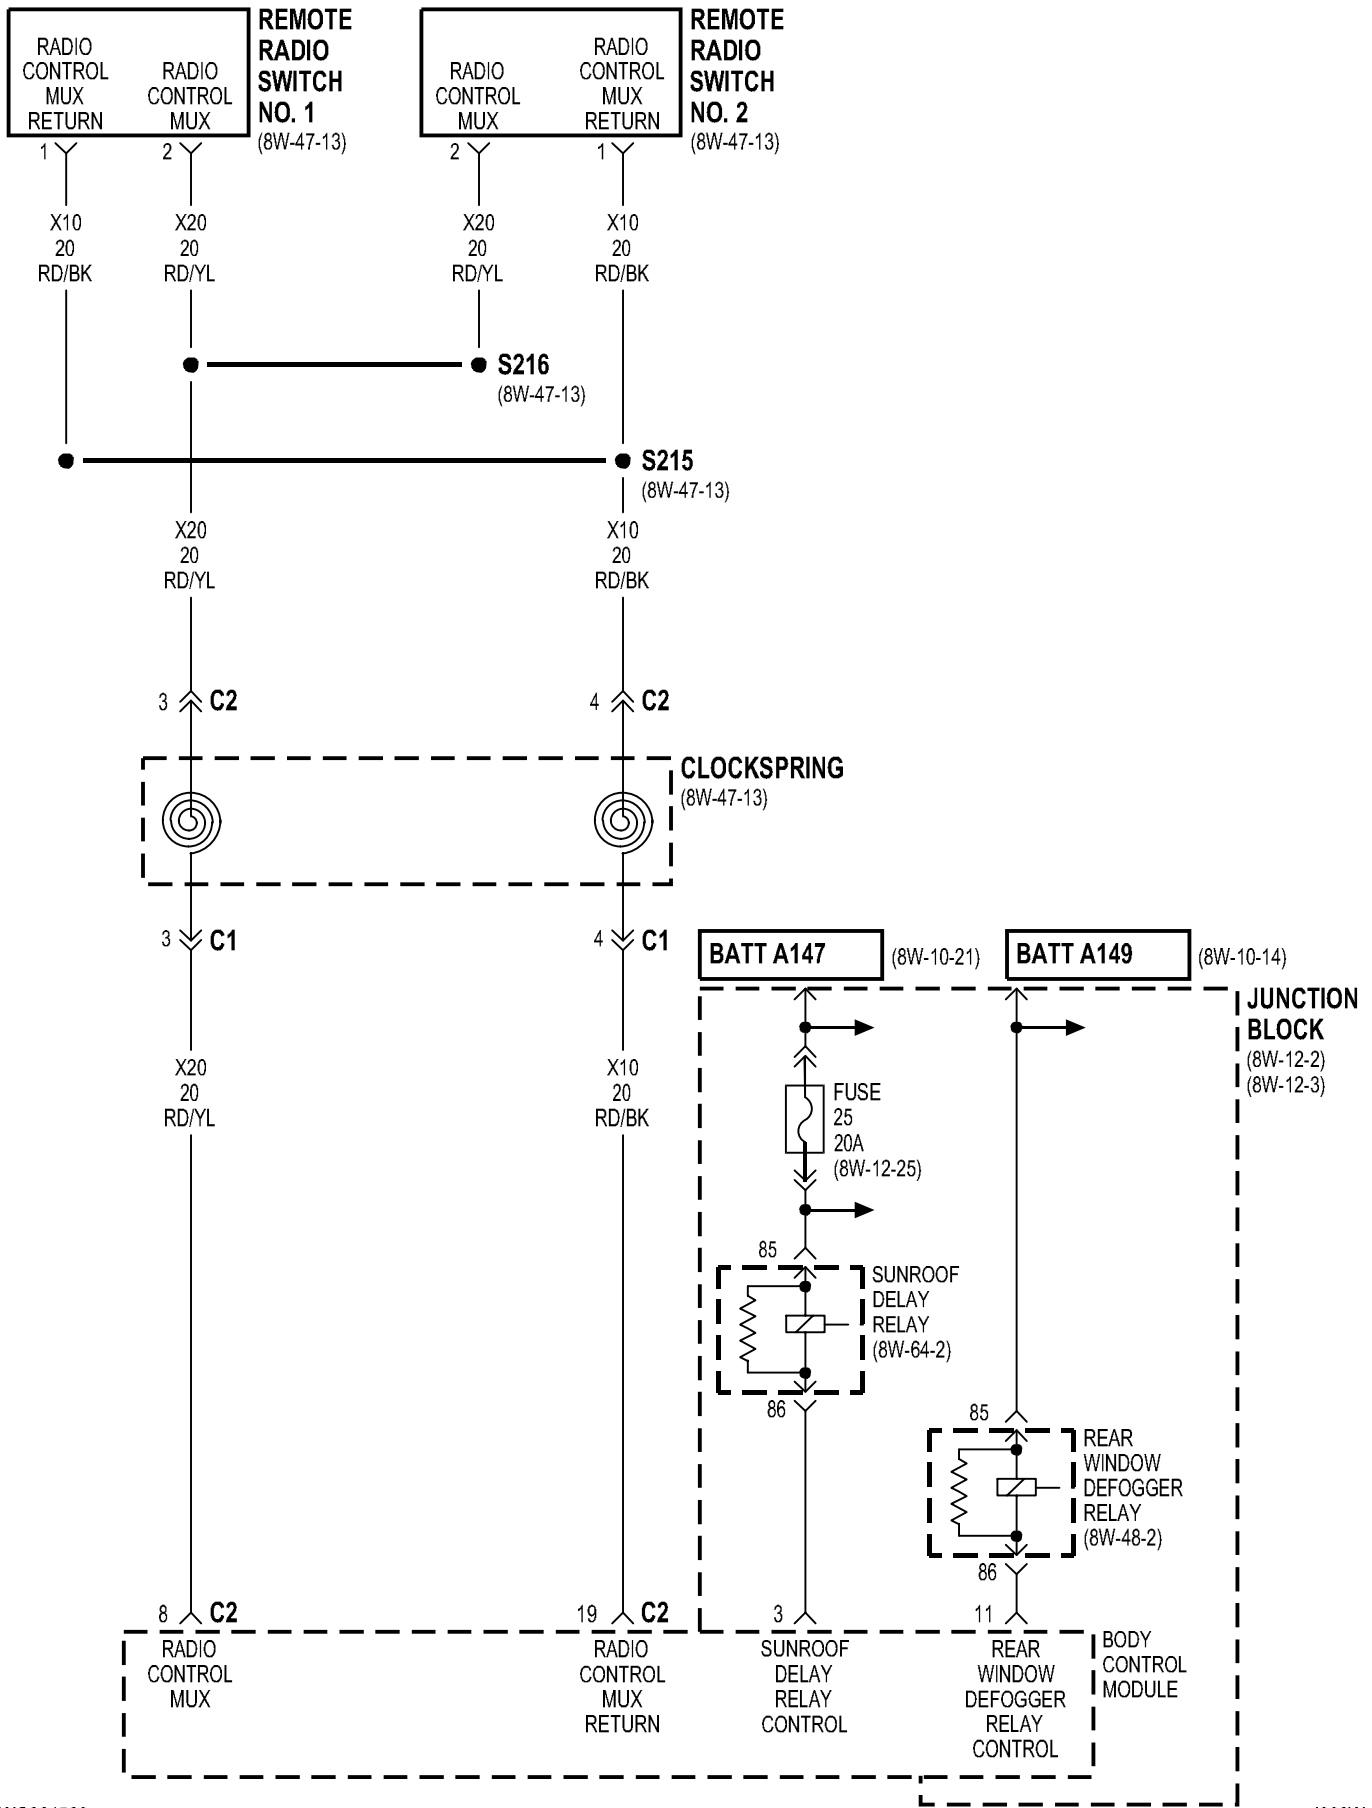 REMOTE
RADIO
SWITCH
NO. 1
(8W-47-13)
RADIO
CONTROL
MUX
RETURN
RADIO
CONTROL
MUX
REMOTE
RADIO
SWITCH
NO. 2
(8W-47-13)
RADIO
CONTROL
MUX
RADIO
CONTROL
MUX
RETURN
1
2
2
1
X10
20
RD/BK
X20
20
RD/YL
X20
20
RD/YL
X10
20
RD/BK
S216
(8W-47-13)
S215
(8W-47-13)
X20
20
RD/YL
X10
20
RD/BK
3
C2
4
C2
CLOCKSPRING
(8W-47-13)
3
C1
4
C1
BATT A147
(8W-10-21)
BATT A149
(8W-10-14)
JUNCTION
BLOCK
(8W-12-2)
(8W-12-3)
X20
20
RD/YL
X10
20
RD/BK
FUSE
25
20A
(8W-12-25)
85
SUNROOF
DELAY
RELAY
(8W-64-2)
86
85
REAR
WINDOW
DEFOGGER
RELAY
(8W-48-2)
86
8
C2
19
C2
3
11
RADIO
CONTROL
MUX
RADIO
CONTROL
MUX
RETURN
SUNROOF
DELAY
RELAY
CONTROL
REAR
WINDOW
DEFOGGER
RELAY
CONTROL
BODY
CONTROL
MODULE